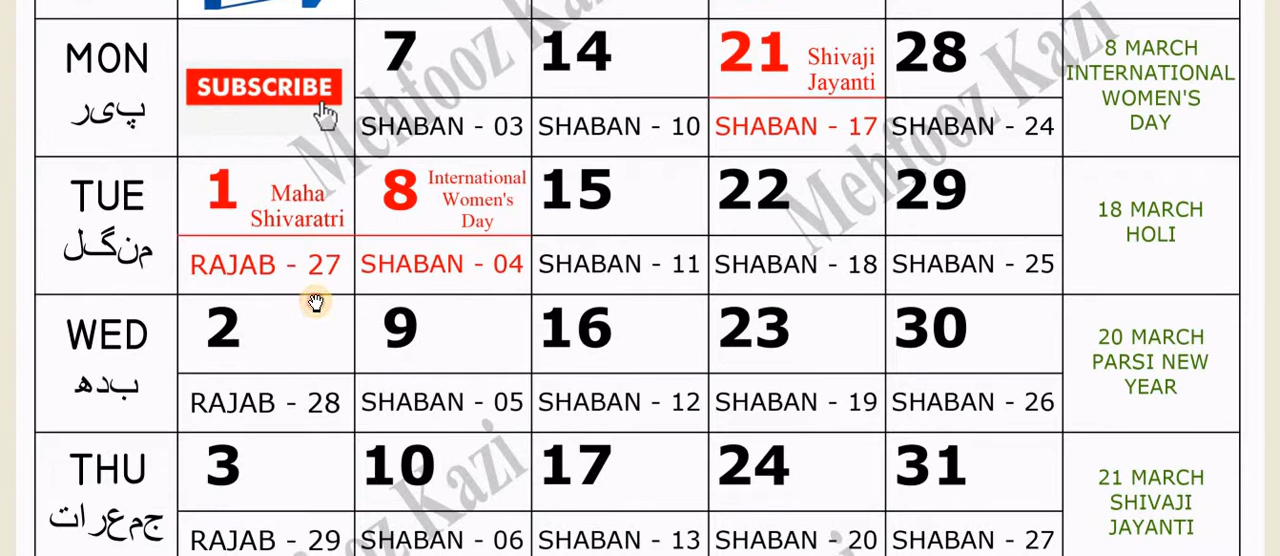 MON
پیر
SUBSCRIBE
7
14
21 Shivaji
Jayanti
28
8 MARCH
INTERNATIONAL
WOMEN'S
DAY
SHABAN - 03
SHABAN - 10
SHABAN - 17
SHABAN - 24
TUE
منگل
1 Maha
Shivaratri
8 International
Women's
Day
15
22
29
18 MARCH
HOLI
RAJAB - 27
SHABAN - 04
SHABAN - 11
SHABAN - 18
SHABAN - 25
WED
بدھ
2
9
16
23
30
20 MARCH
PARSI NEW
YEAR
RAJAB - 28
SHABAN - 05
SHABAN - 12
SHABAN - 19
SHABAN - 26
THU
جمعرات
3
10
17
24
31
21 MARCH
SHIVAJI
JAYANTI
RAJAB - 29
SHABAN - 06
SHABAN - 13
SHABAN - 20
SHABAN - 27
Mehfooz Kazi
Mehfooz Kazi
Kazi